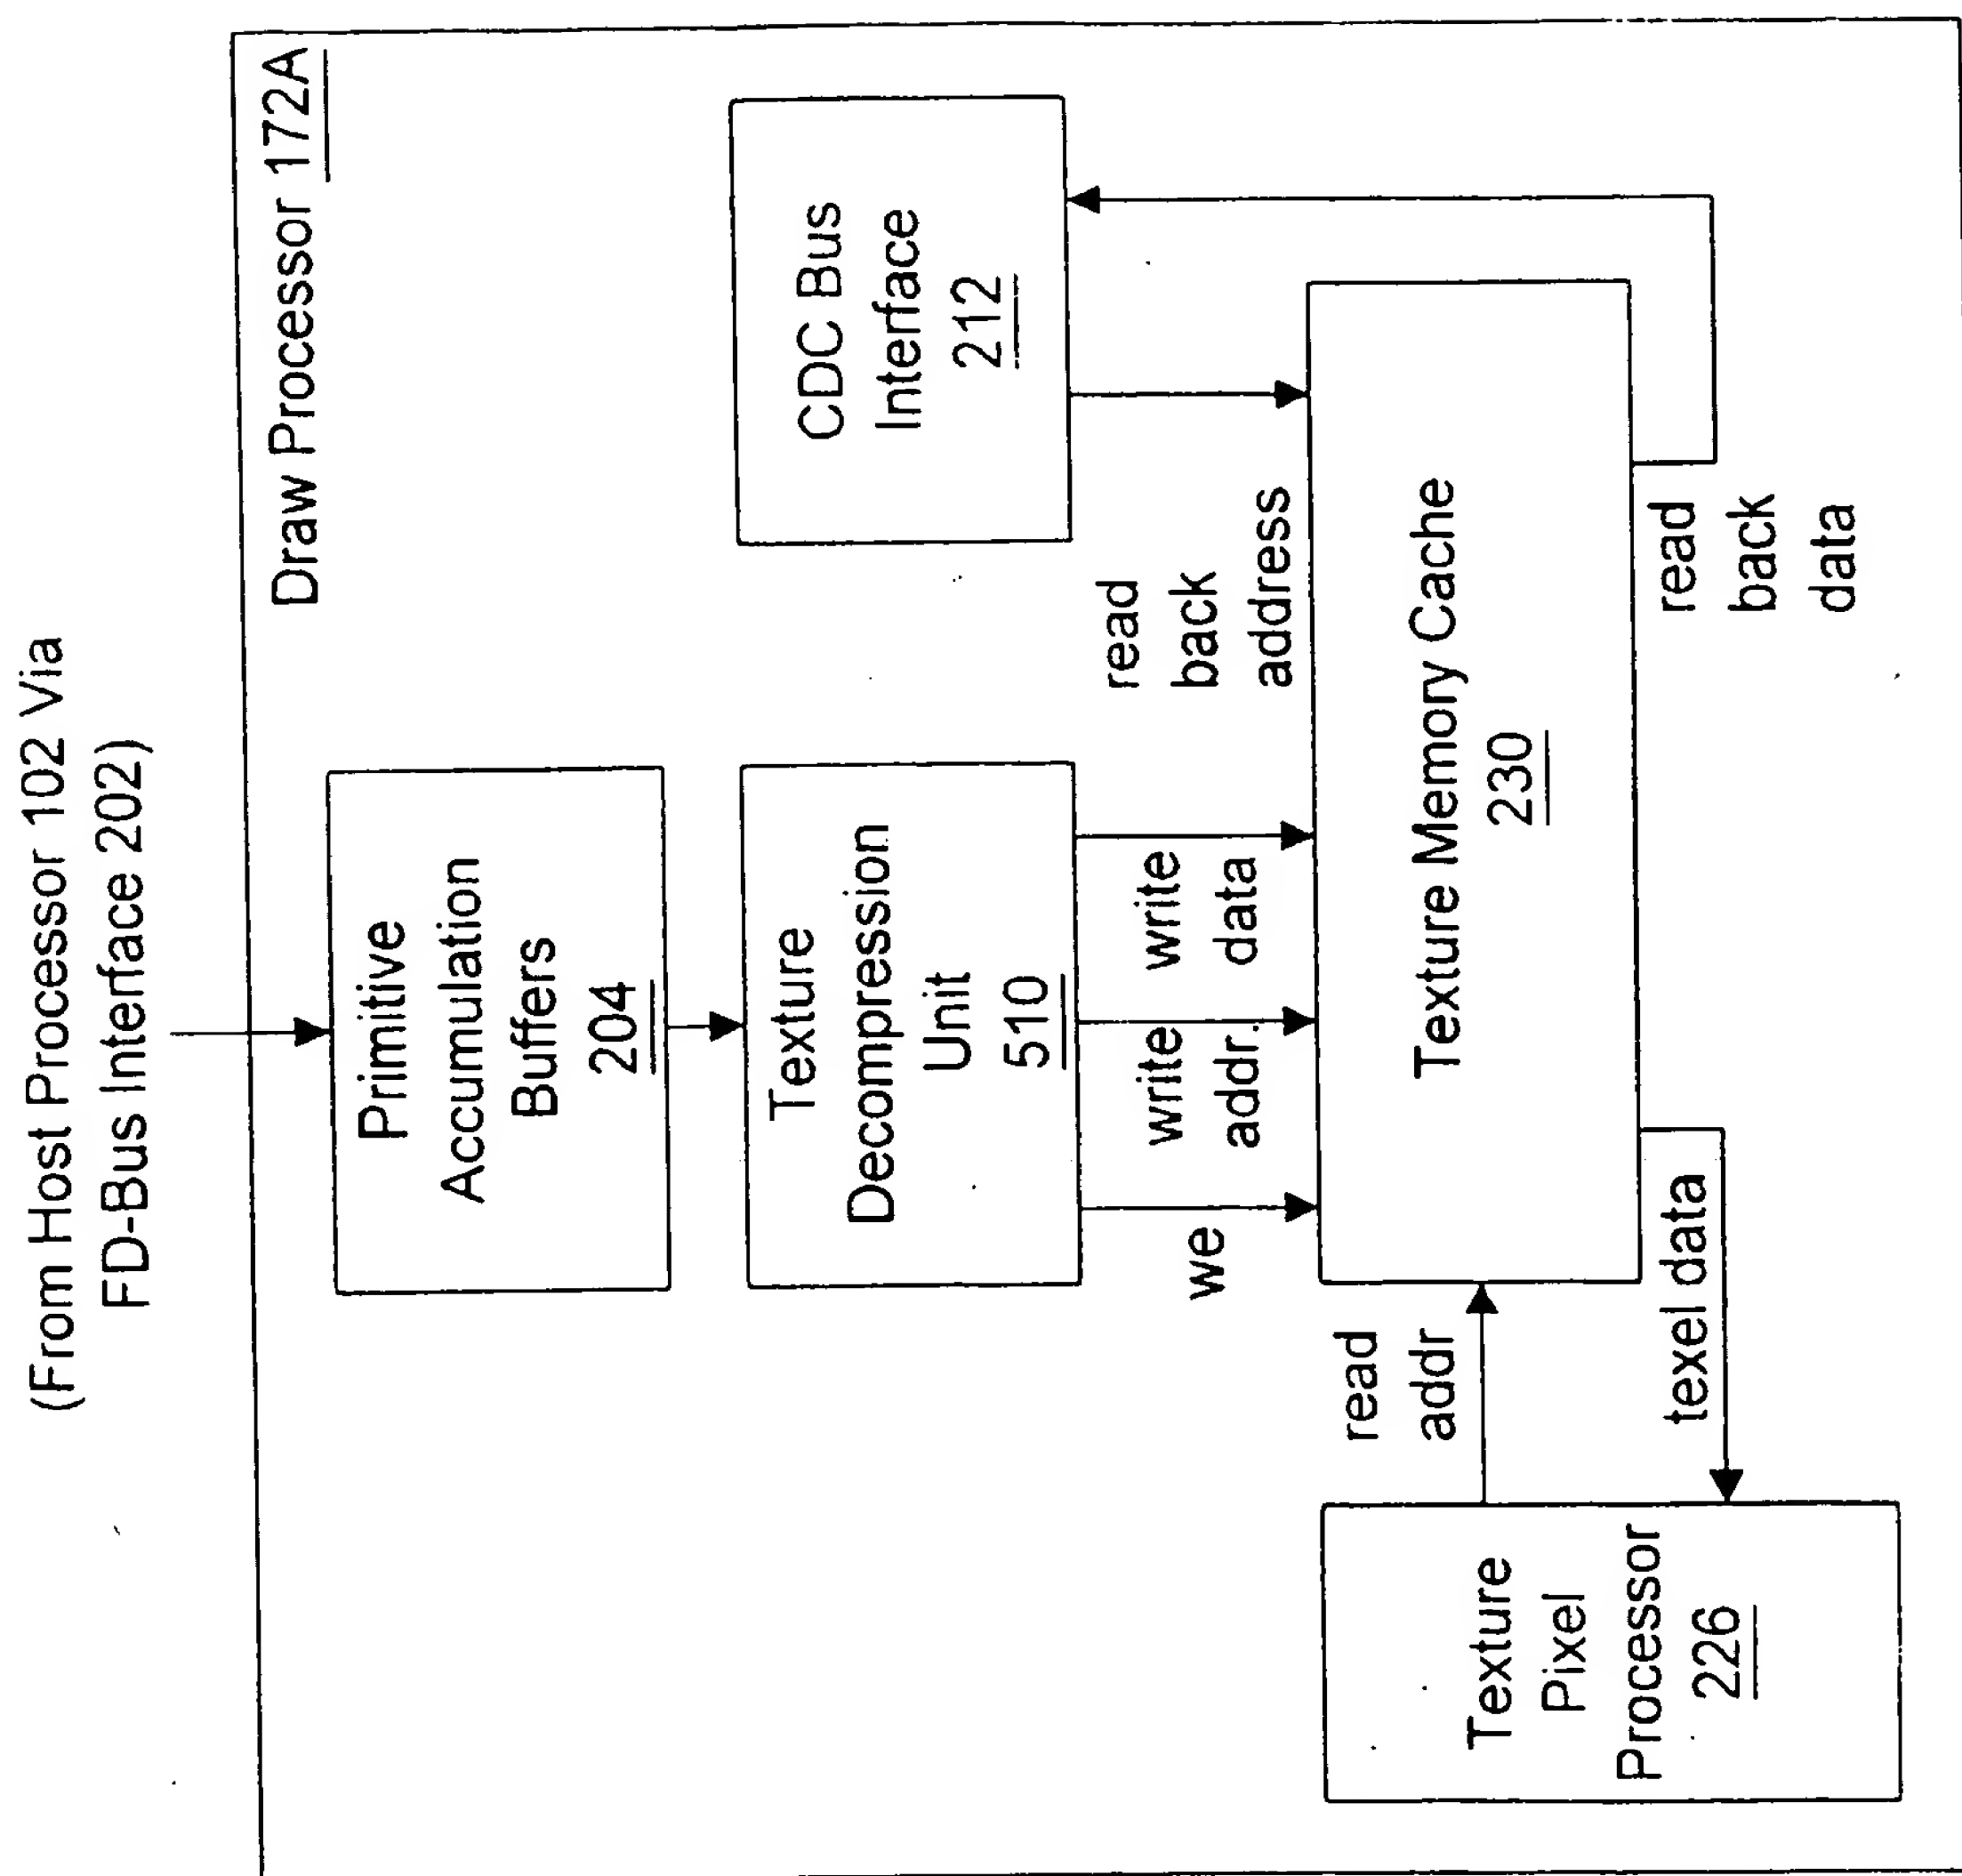 (From Host Processor 102 Via
FD-Bus Interface 202)
Draw Processor 172A
Primitive
Accumulation
Buffers
204
Texture
Decompression
Unit
510
CDC Bus
Interface
212
we
write
addr.
write
data
read
back
address
Texture Memory Cache
230
read
addr
texel data
read
back
data
Texture
Pixel
Processor
226